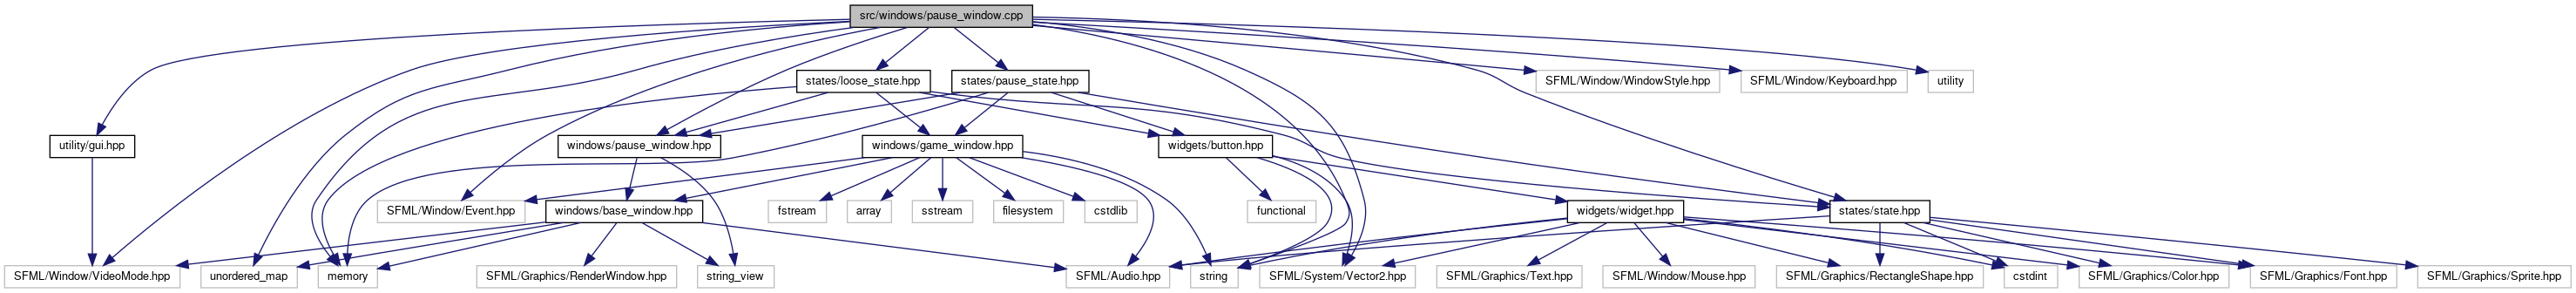 src/windows/pause_window.cpp
states/loose_state.hpp
states/pause_state.hpp
SFML/Window/WindowStyle.hpp
SFML/Window/Keyboard.hpp
utility
utility/gui.hpp
windows/pause_window.hpp
windows/game_window.hpp
widgets/button.hpp
SFML/Window/Event.hpp
windows/base_window.hpp
fstream
array
sstream
filesystem
cstdlib
functional
widgets/widget.hpp
states/state.hpp
SFML/Window/VideoMode.hpp
unordered_map
memory
SFML/Graphics/RenderWindow.hpp
string_view
SFML/Audio.hpp
string
SFML/System/Vector2.hpp
SFML/Graphics/Text.hpp
SFML/Window/Mouse.hpp
SFML/Graphics/RectangleShape.hpp
cstdint
SFML/Graphics/Color.hpp
SFML/Graphics/Font.hpp
SFML/Graphics/Sprite.hpp